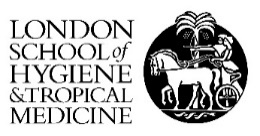 LONDON
SCHOOL of
HYGIENE
& TROPICAL
MEDICINE